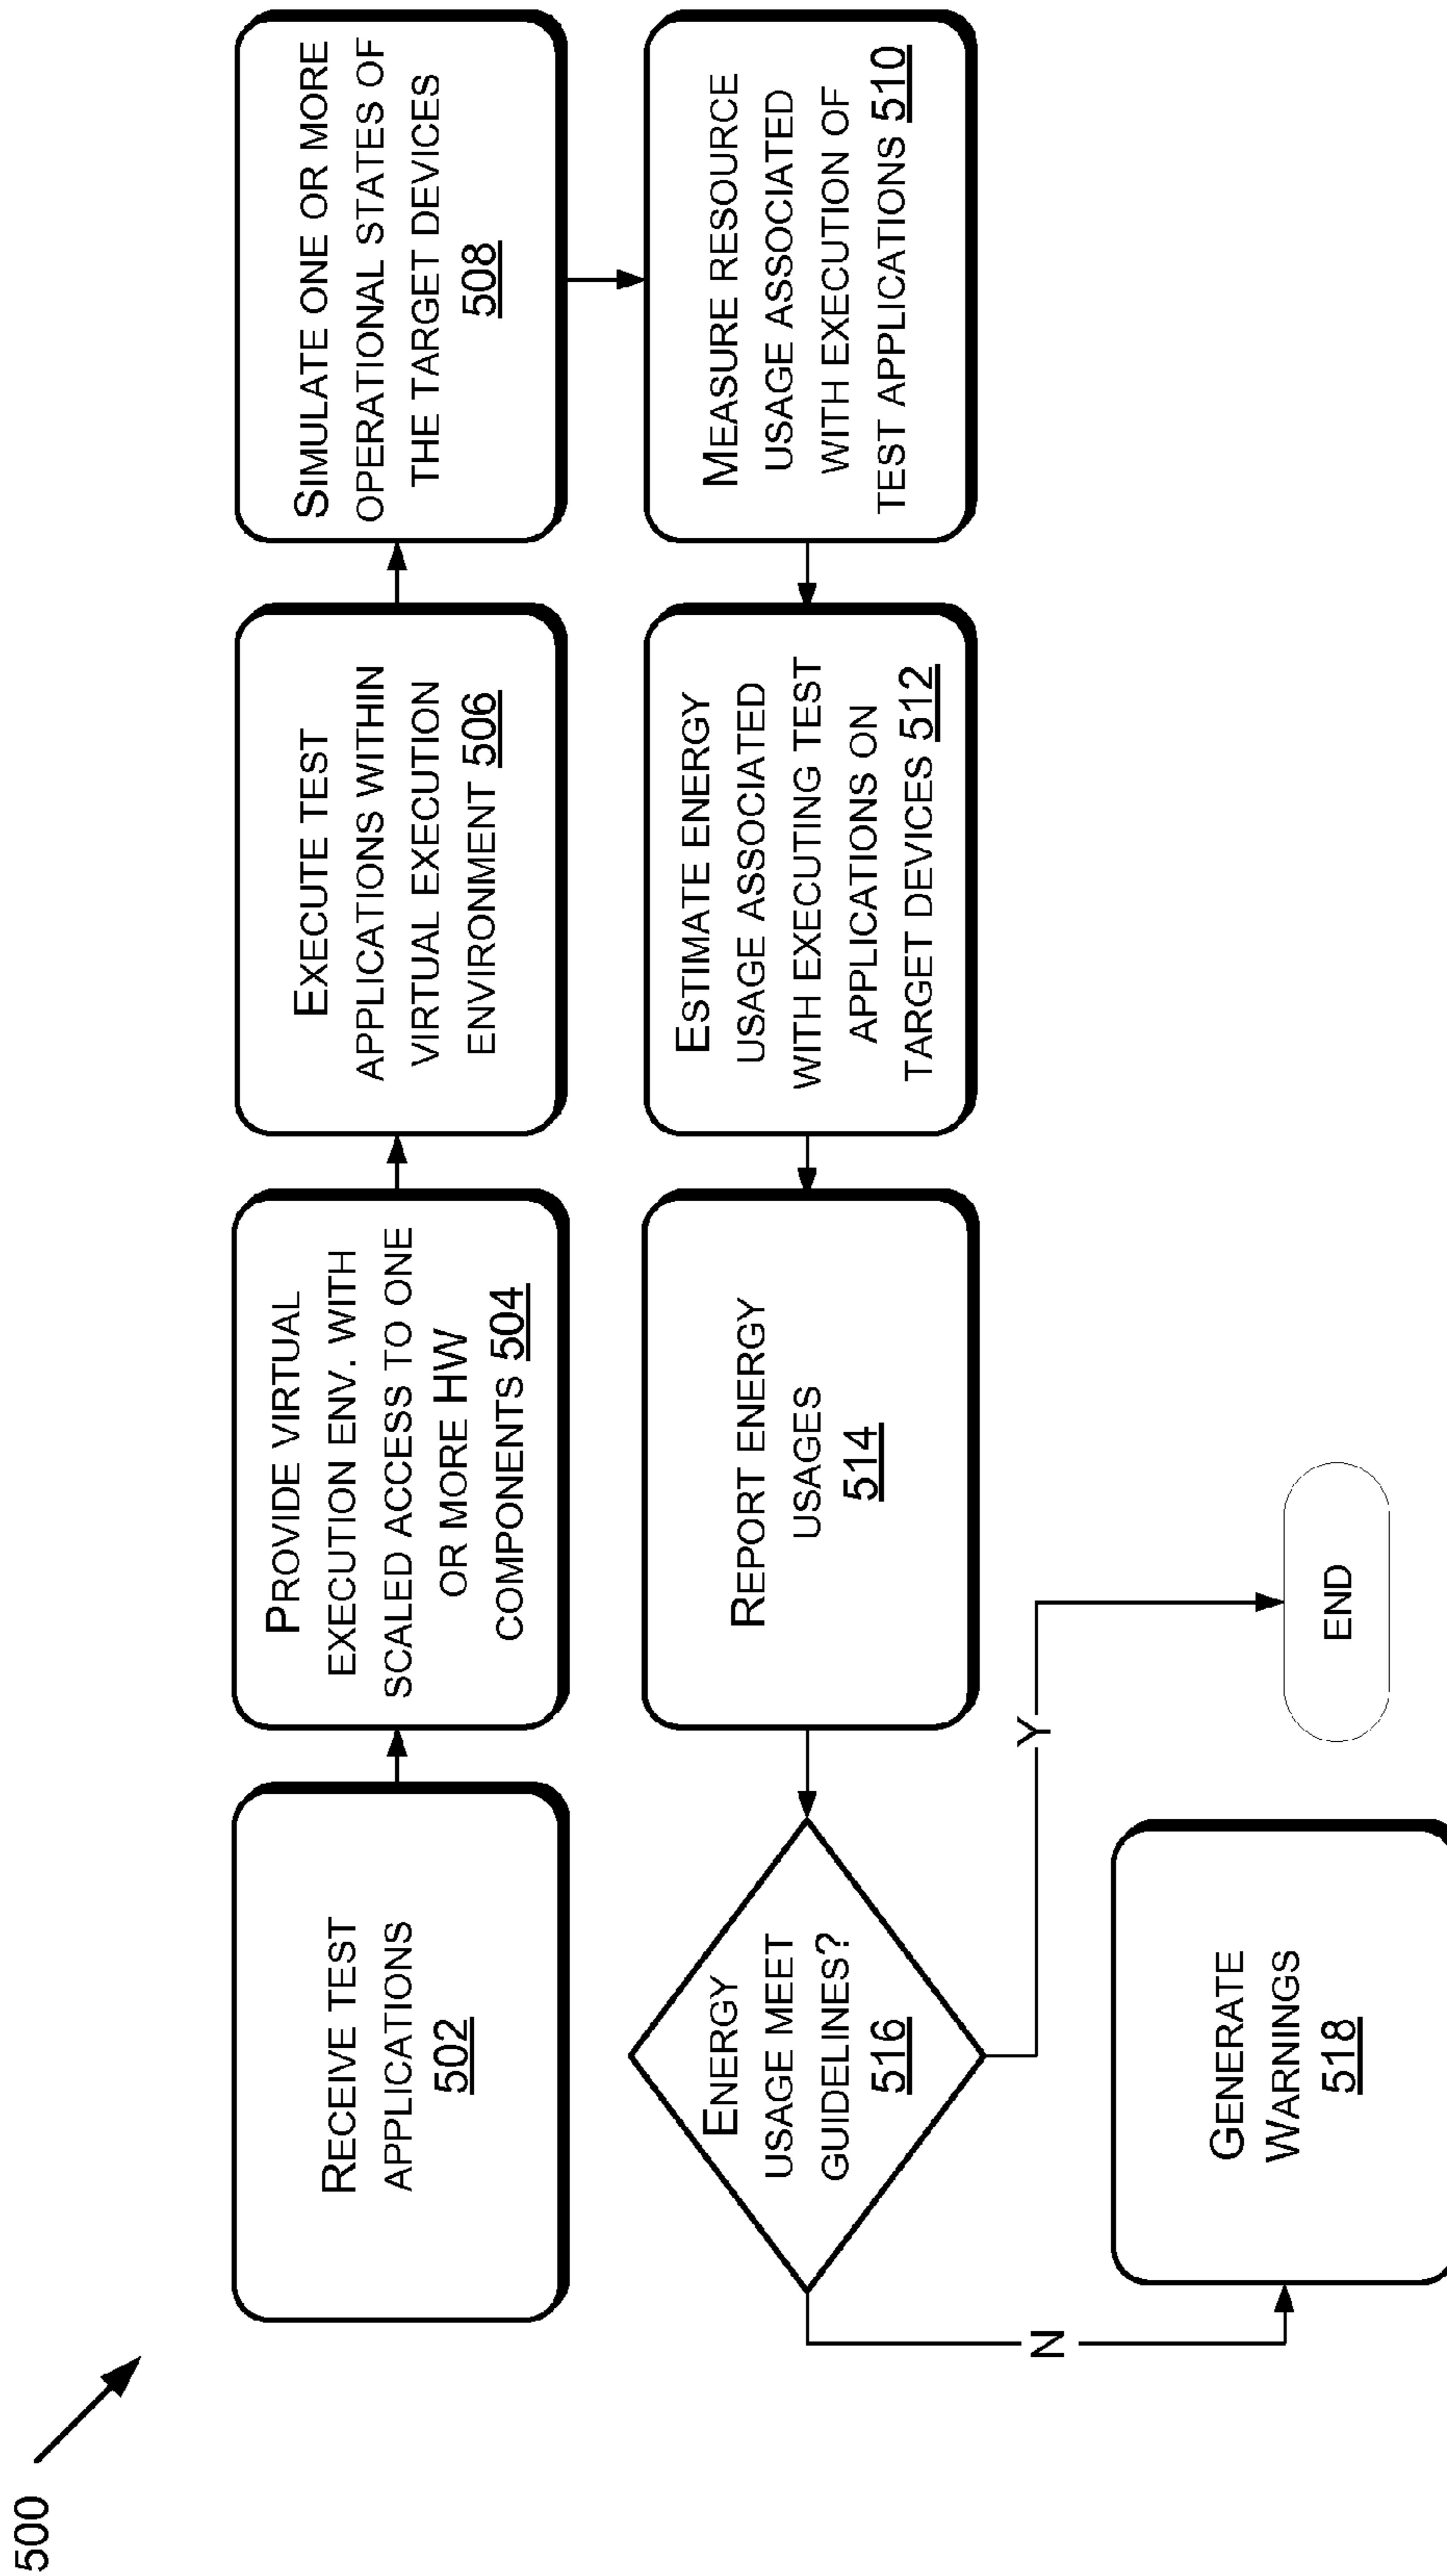 500
RECEIVE TEST
APPLICATIONS
502
PROVIDE VIRTUAL
EXECUTION ENV. WITH
SCALED ACCESS TO ONE
OR MORE HW
COMPONENTS 504
EXECUTE TEST
APPLICATIONS WITHIN
VIRTUAL EXECUTION
ENVIRONMENT 506
SIMULATE ONE OR MORE
OPERATIONAL STATES OF
THE TARGET DEVICES
508
MEASURE RESOURCE
USAGE ASSOCIATED
WITH EXECUTION OF
TEST APPLICATIONS 510
ESTIMATE ENERGY
USAGE ASSOCIATED
WITH EXECUTING TEST
APPLICATIONS ON
TARGET DEVICES 512
REPORT ENERGY
USAGES
514
ENERGY
USAGE MEET
GUIDELINES?
516
Y
N
END
GENERATE
WARNINGS
518